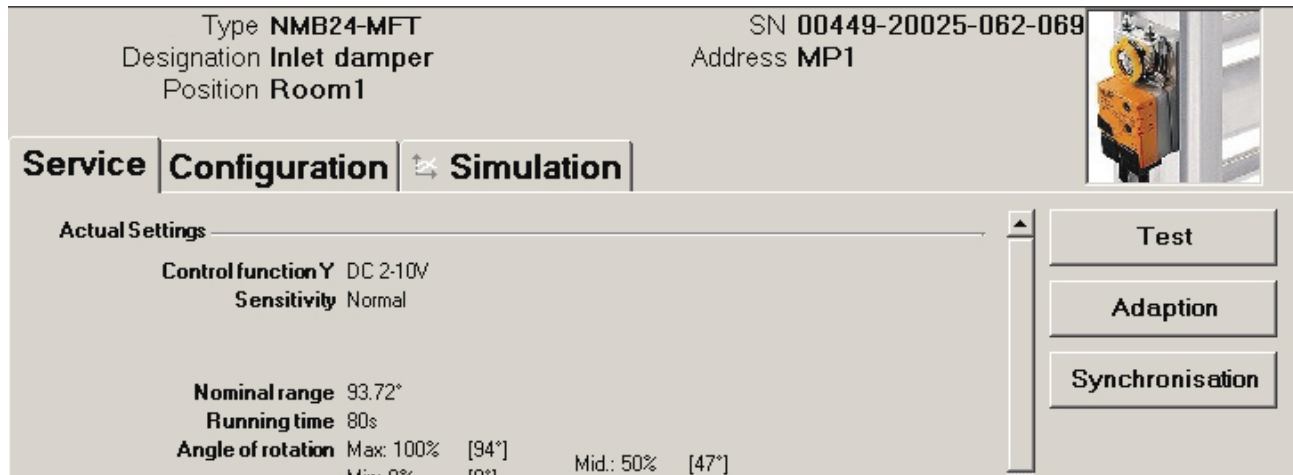 Type NMB24-MFT SN 00449-20025-062-069
Designation Inlet damper Address MP1
Position Room1
Service Configuration Simulation
Actual Settings
Test
Control function Y DC 2-10V
Sensitivity Normal
Adaption
Synchronisation
Nominal range 93.72°
Running time 80s
Angle of rotation Max: 100% [94°]
Mid.: 50% [47°]